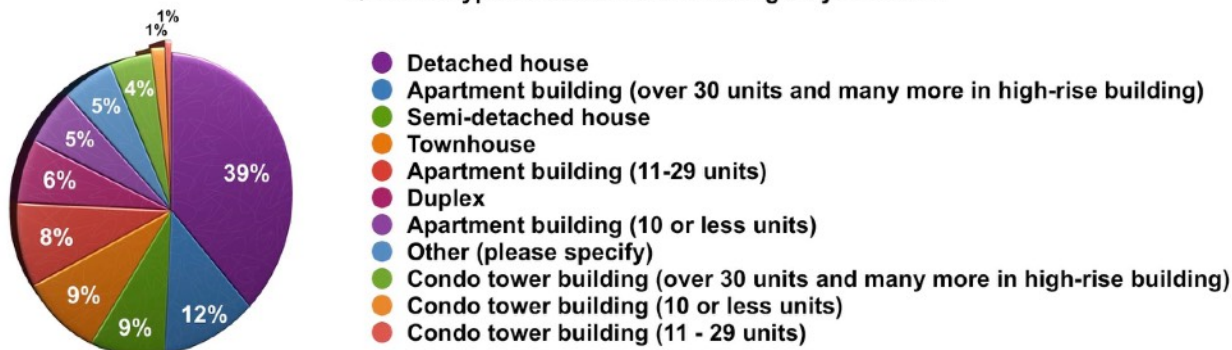 1%
1%
4%
5%
5%
6%
8%
9%
9%
12%
39%
Detached house
Apartment building (over 30 units and many more in high-rise building)
Semi-detached house
Townhouse
Apartment building (11-29 units)
Duplex
Apartment building (10 or less units)
Other (please specify)
Condo tower building (over 30 units and many more in high-rise building)
Condo tower building (10 or less units)
Condo tower building (11 - 29 units)